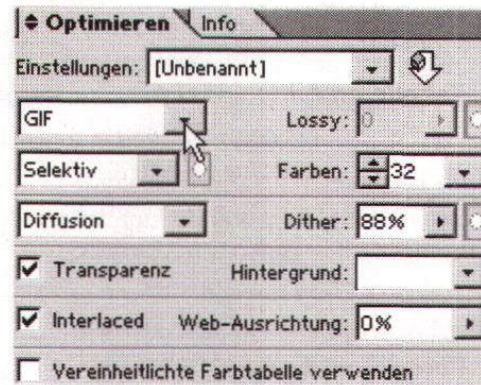 Optimieren Info
Einstellungen: [Unbenannt]
GIF Lossy: 0
Selektiv Farben: 32
Diffusion Dither: 88%
Transparenz Hintergrund:
Interlaced Web-Ausrichtung: 0%
Vereinheitlichte Farbtabelle verwenden